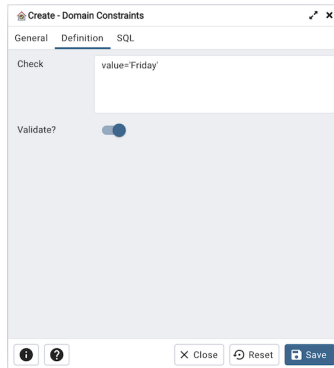 Create - Domain Constraints
General Definition SQL
Check
value='Friday'
Validate?
Close Reset Save